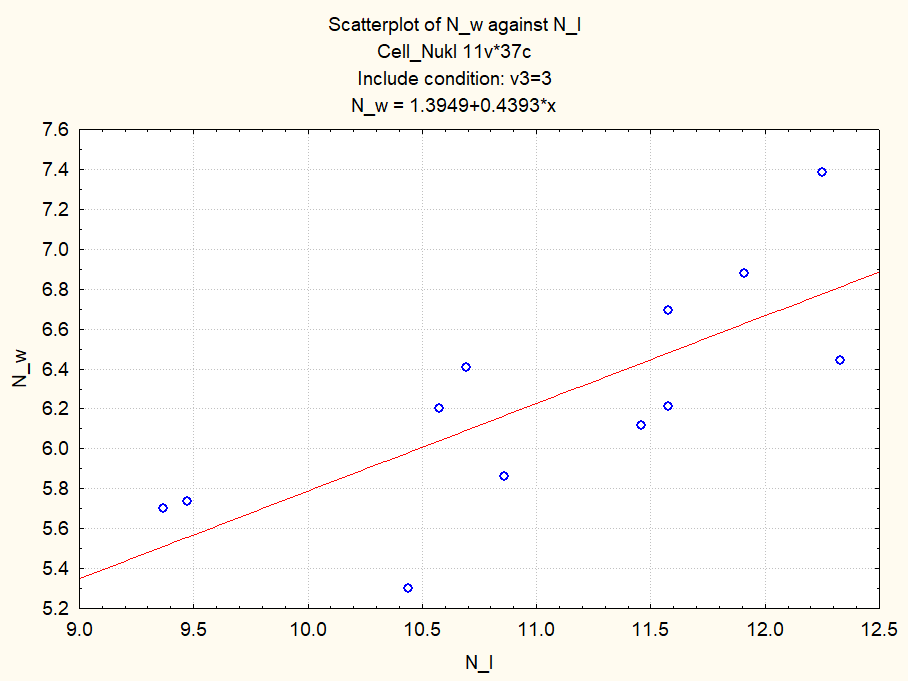 Scatterplot of N_w against N_l
Cell_Nukl 11v*37c
Include condition: v3=3
N_w = 1.3949+0.4393*x
7.6
7.4
7.2
7.0
6.8
6.6
6.4
6.2
6.0
5.8
5.6
5.4
5.2
N_w
9.0 9.5 10.0 10.5 11.0 11.5 12.0 12.5
N_l